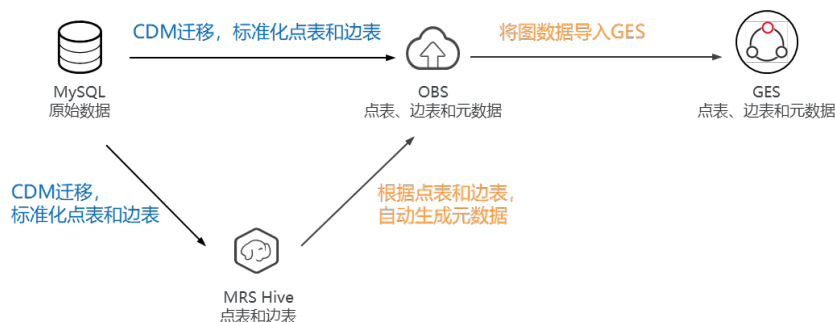 CDM迁移，标准化点表和边表
将图数据导入GES
MySQL
原始数据
OBS
点表、边表和元数据
GES
点表、边表和元数据
CDM迁移，
标准化点表和边表
根据点表和边表，
自动生成元数据
MRS Hive
点表和边表